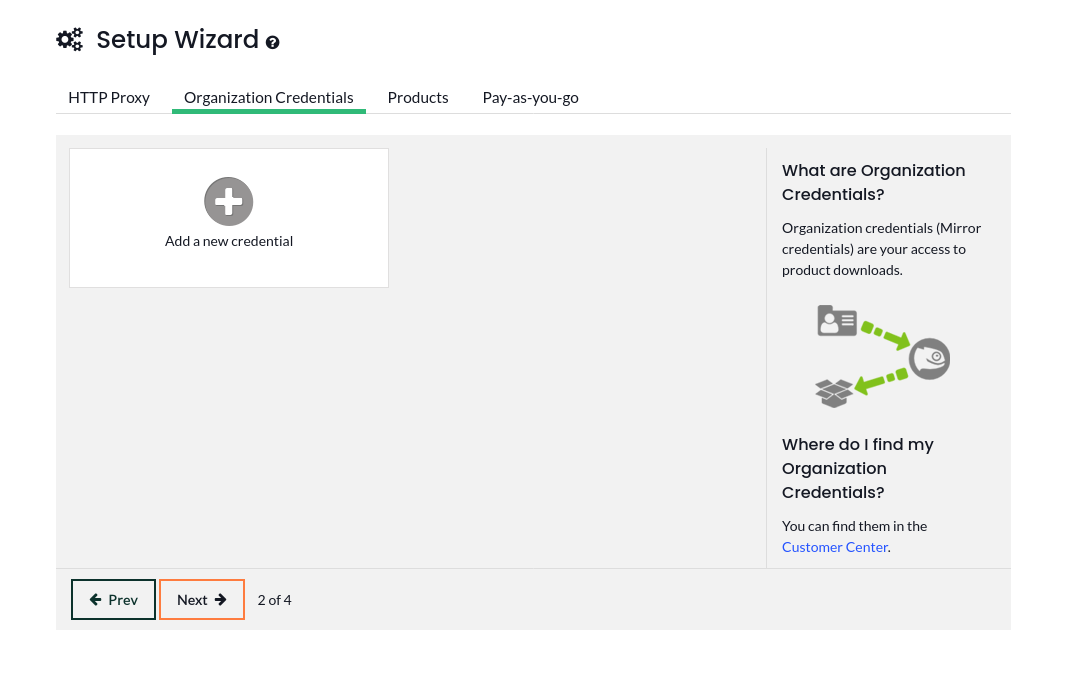 Setup Wizard
HTTP Proxy
Organization Credentials
Products
Pay-as-you-go
Add a new credential
What are Organization
Credentials?
Organization credentials (Mirror
credentials) are your access to
product downloads.
Where do I find my
Organization
Credentials?
You can find them in the
Customer Center.
Prev
Next
2 of 4